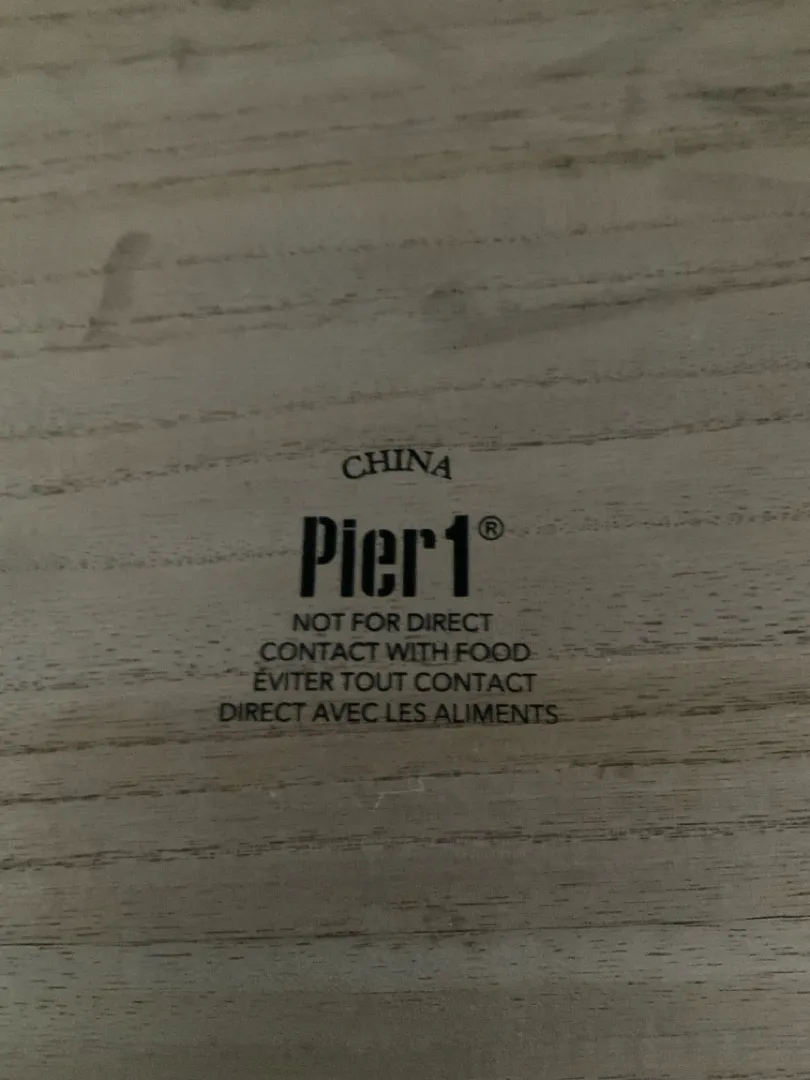 CHINA
Pier1®
NOT FOR DIRECT
CONTACT WITH FOOD
ÉVITER TOUT CONTACT
DIRECT AVEC LES ALIMENTS